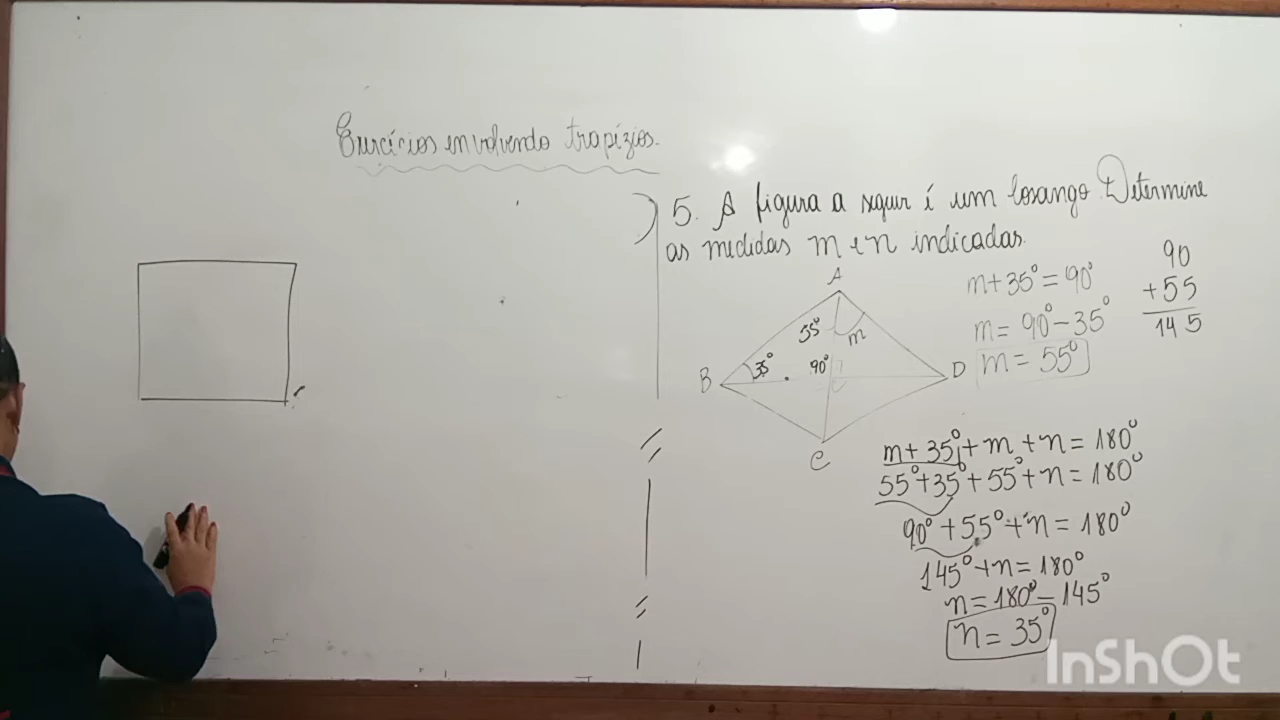 Exercícios envolvendo trapézios.
5. A figura a seguir é um losango. Determine
as medidas m e n indicadas.
A
35°
m
B
35°
90°
D
C
m + 35° = 90°
m = 90° - 35°
m = 55°
90
+ 55
145
m + 35° + m + n = 180°
55° + 35° + 55° + n = 180°
90° + 55° + n = 180°
145° + n = 180°
n = 180° - 145°
n = 35°
InShOt